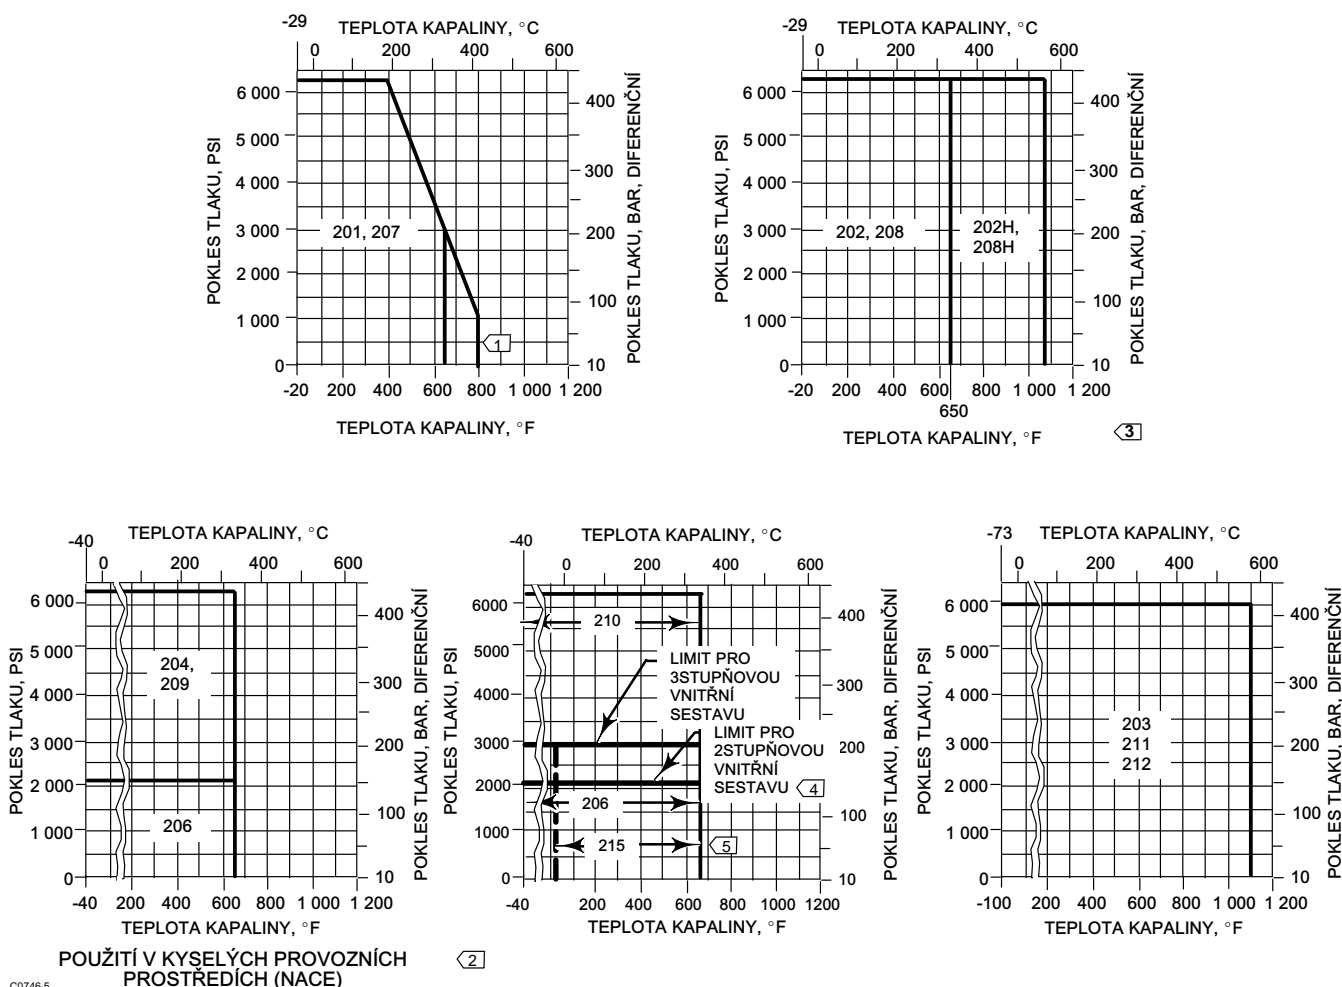 -29
TEPLOTA KAPALINY, °C
0 200 400 600
POKLES TLAKU, PSI
6 000
5 000
4 000
3 000
2 000
1 000
0
201, 207
1
400
300
200
100
10
POKLES TLAKU, BAR, DIFERENČNÍ
-20 200 400 600 800 1 000 1 200
TEPLOTA KAPALINY, °F
-29
TEPLOTA KAPALINY, °C
0 200 400 600
POKLES TLAKU, PSI
6 000
5 000
4 000
3 000
2 000
1 000
0
202, 208
202H,
208H
400
300
200
100
10
POKLES TLAKU, BAR, DIFERENČNÍ
-20 200 400 600 800 1 000 1 200
650
TEPLOTA KAPALINY, °F
3
-40
TEPLOTA KAPALINY, °C
0 200 400 600
POKLES TLAKU, PSI
6 000
5 000
4 000
3 000
2 000
1 000
0
204,
209
206
400
300
200
100
10
POKLES TLAKU, BAR, DIFERENČNÍ
-40 200 400 600 800 1 000 1 200
TEPLOTA KAPALINY, °F
POUŽITÍ V KYSELÝCH PROVOZNÍCH
PROSTŘEDÍCH (NACE)
2
-40
TEPLOTA KAPALINY, °C
0 200 400 600
POKLES TLAKU, PSI
6000
5000
4000
3000
2000
1000
0
210
LIMIT PRO
3STUPŇOVOU
VNITŘNÍ
SESTAVU
LIMIT PRO
2STUPŇOVOU
VNITŘNÍ
SESTAVU
4
206
215
5
400
300
200
100
10
POKLES TLAKU, BAR, DIFERENČNÍ
-40 200 400 600 800 1000 1200
TEPLOTA KAPALINY, °F
-73
TEPLOTA KAPALINY, °C
0 200 400 600
POKLES TLAKU, PSI
6 000
5 000
4 000
3 000
2 000
1 000
0
203
211
212
400
300
200
100
10
POKLES TLAKU, BAR, DIFERENČNÍ
-100 200 400 600 800 1 000 1 200
TEPLOTA KAPALINY, °F
C0746-5